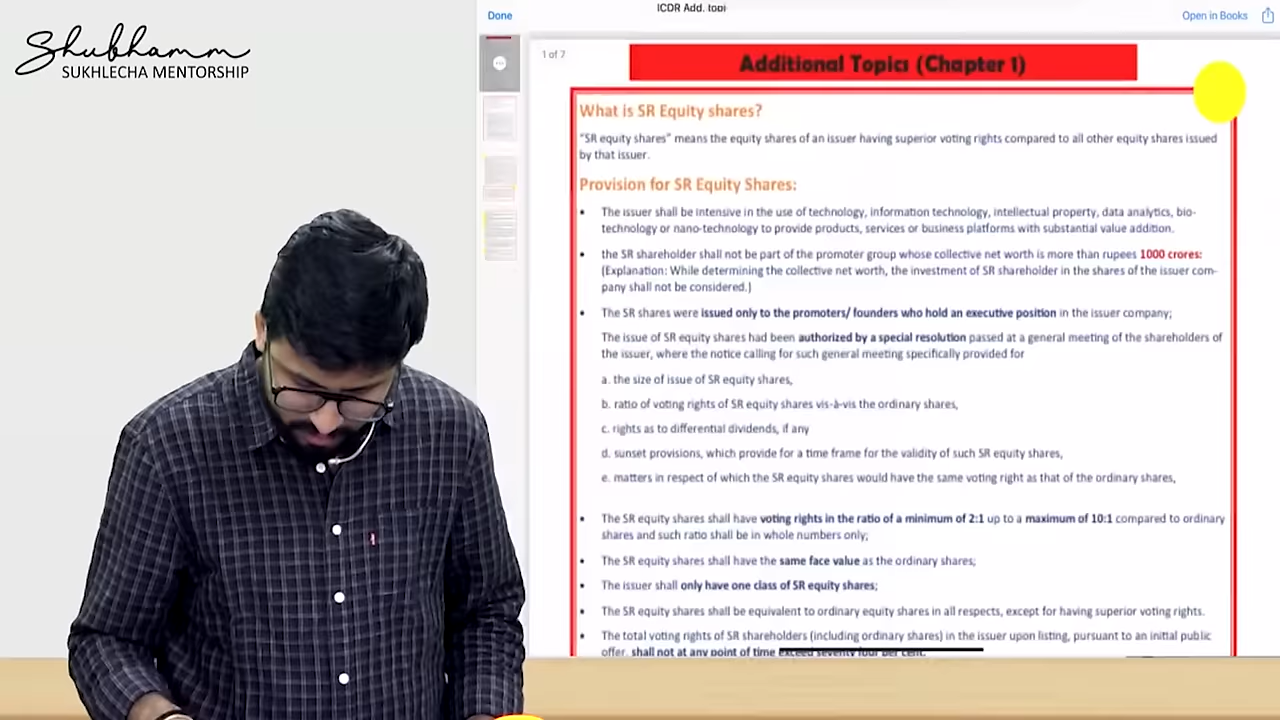 Shubhamm
SUKHLECHA MENTORSHIP
Done
ICDR Add. topi
Open in Books
1 of 7
Additional Topics (Chapter 1)
What is SR Equity shares?
"SR equity shares" means the equity shares of an issuer having superior voting rights compared to all other equity shares issued
by that issuer.
Provision for SR Equity Shares:
• The issuer shall be intensive in the use of technology, information technology, intellectual property, data analytics, bio-
technology or nano-technology to provide products, services or business platforms with substantial value addition.
• the SR shareholder shall not be part of the promoter group whose collective net worth is more than rupees 1000 crores:
(Explanation: While determining the collective net worth, the investment of SR shareholder in the shares of the issuer com-
pany shall not be considered.)
• The SR shares were issued only to the promoters/ founders who hold an executive position in the issuer company;
The issue of SR equity shares had been authorized by a special resolution passed at a general meeting of the shareholders of
the issuer, where the notice calling for such general meeting specifically provided for
a. the size of issue of SR equity shares,
b. ratio of voting rights of SR equity shares vis-à-vis the ordinary shares,
c. rights as to differential dividends, if any
d. sunset provisions, which provide for a time frame for the validity of such SR equity shares,
e. matters in respect of which the SR equity shares would have the same voting right as that of the ordinary shares,
• The SR equity shares shall have voting rights in the ratio of a minimum of 2:1 up to a maximum of 10:1 compared to ordinary
shares and such ratio shall be in whole numbers only;
• The SR equity shares shall have the same face value as the ordinary shares;
• The issuer shall only have one class of SR equity shares;
• The SR equity shares shall be equivalent to ordinary equity shares in all respects, except for having superior voting rights.
• The total voting rights of SR shareholders (including ordinary shares) in the issuer upon listing, pursuant to an initial public
offer, shall not at any point of time exceed seventy four per cent.